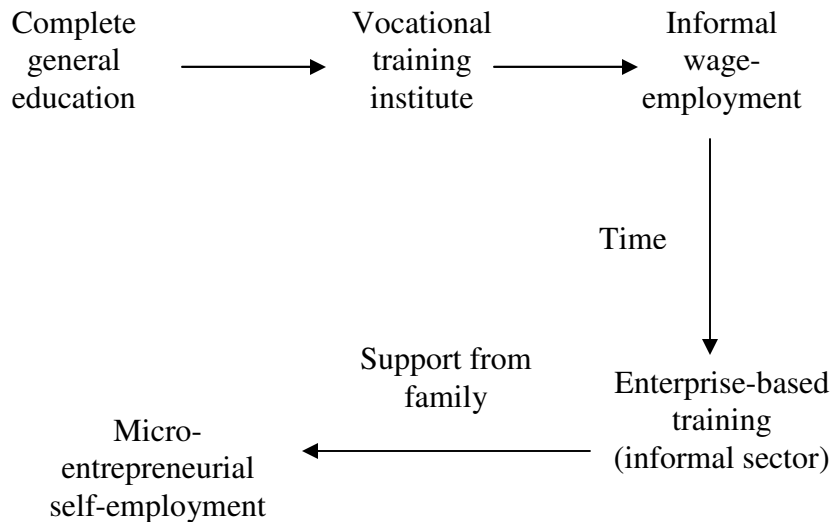 Complete
general
education
Vocational
training
institute
Informal
wage-
employment
Time
Support from
family
Enterprise-based
training
(informal sector)
Micro-
entrepreneurial
self-employment